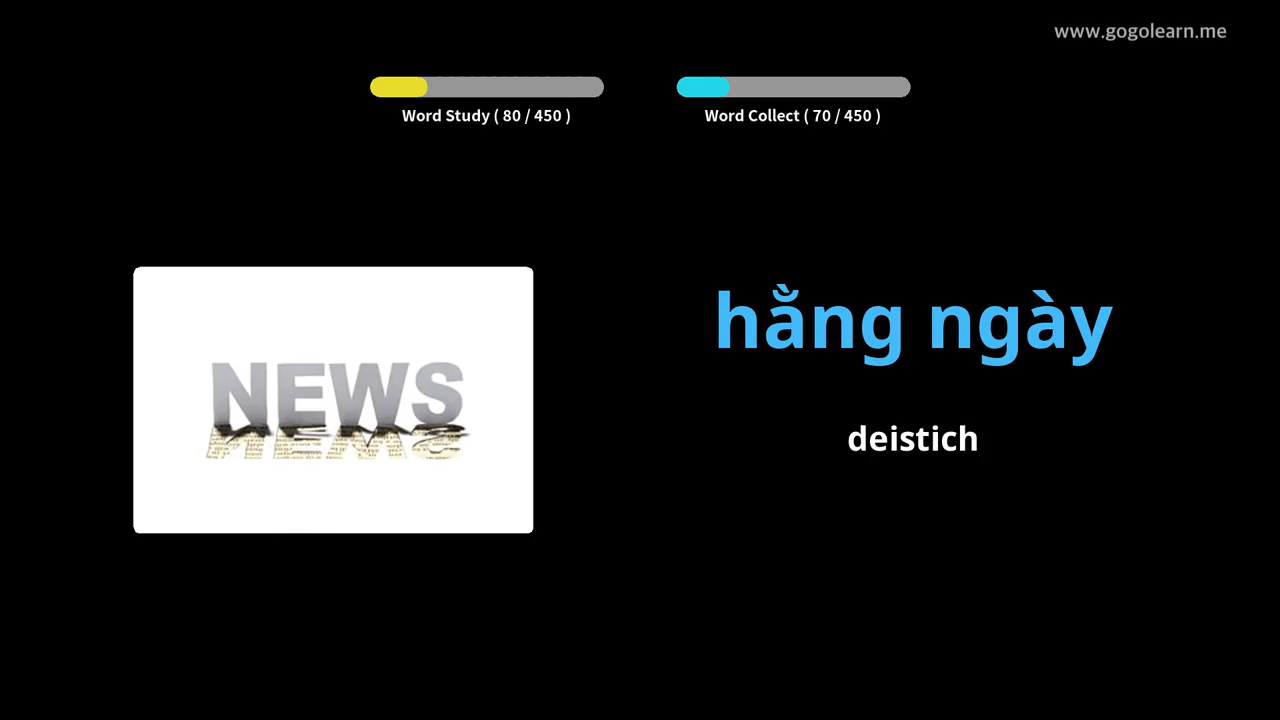 www.gogolearn.me
Word Study ( 80 / 450 )
Word Collect ( 70 / 450 )
NEWS
hằng ngày
deistich